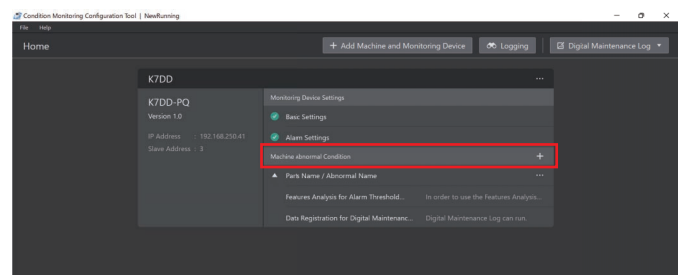 Condition Monitoring Configuration Tool | NewRunning
File Help
Home
+ Add Machine and Monitoring Device
Logging
Digital Maintenance Log
K7DD
K7DD-PQ
Version 1.0
IP Address : 192.168.250.41
Slave Address : 3
Monitoring Device Settings
Basic Settings
Alarm Settings
Machine abnormal Condition +
Parts Name / Abnormal Name
Features Analysis for Alarm Threshold... In order to use the Features Analysis...
Data Registration for Digital Maintenanc... Digital Maintenance Log can run.